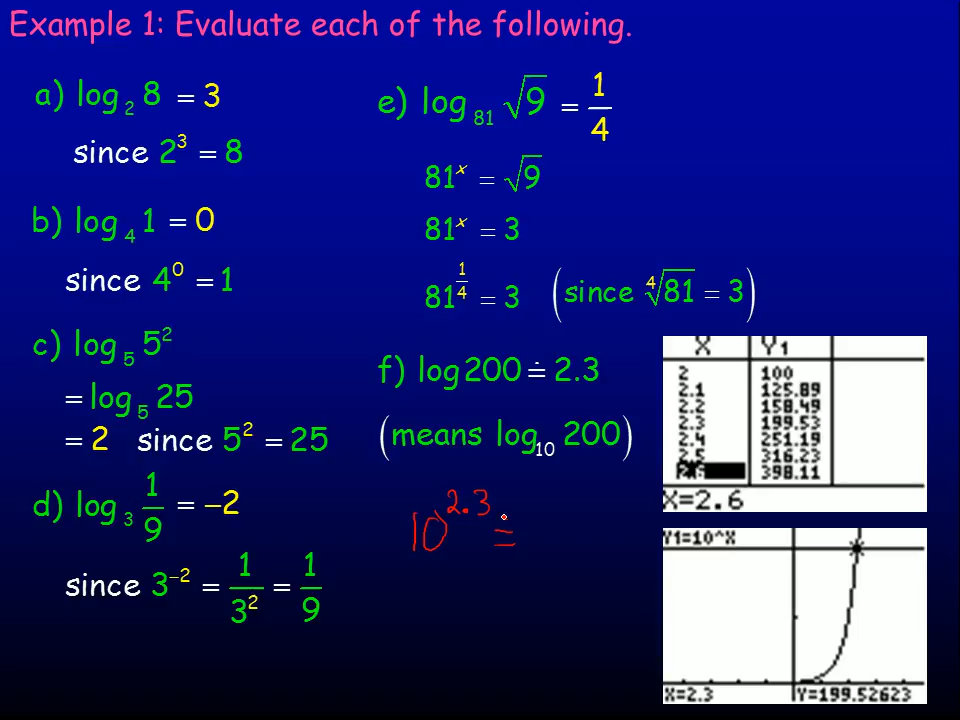 Example 1: Evaluate each of the following.
a) log₂ 8 = 3
since 2³ = 8
b) log₄ 1 = 0
since 4⁰ = 1
c) log₅ 5²
= log₅ 25
= 2 since 5² = 25
d) log₃ 1/9 = −2
since 3⁻² = 1/3² = 1/9
e) log₈₁ √9 = 1/4
81ˣ = √9
81ˣ = 3
81^(1/4) = 3 (since ⁴√81 = 3)
f) log 200 ≐ 2.3
(means log₁₀ 200)
10^2.3 ≐
X Y₁
2 100
2.1 125.89
2.2 158.49
2.3 199.53
2.4 251.19
2.5 316.23
398.11
X=2.6
Y1=10^X
X=2.3 Y=199.52623